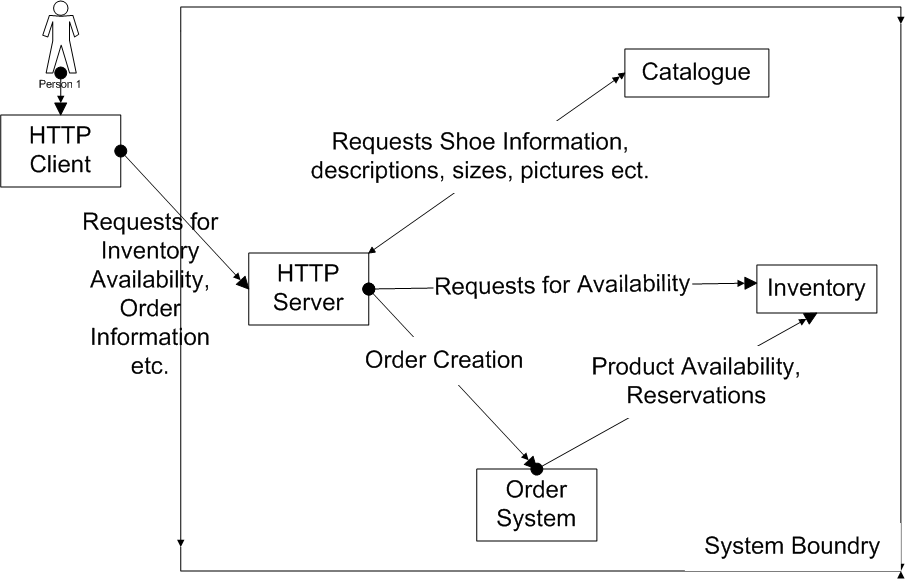 Person 1
HTTP
Client
Catalogue
Requests Shoe Information,
descriptions, sizes, pictures ect.
Requests for
Inventory
Availability,
Order
Information
etc.
HTTP
Server
Requests for Availability
Inventory
Order Creation
Product Availability,
Reservations
Order
System
System Boundry